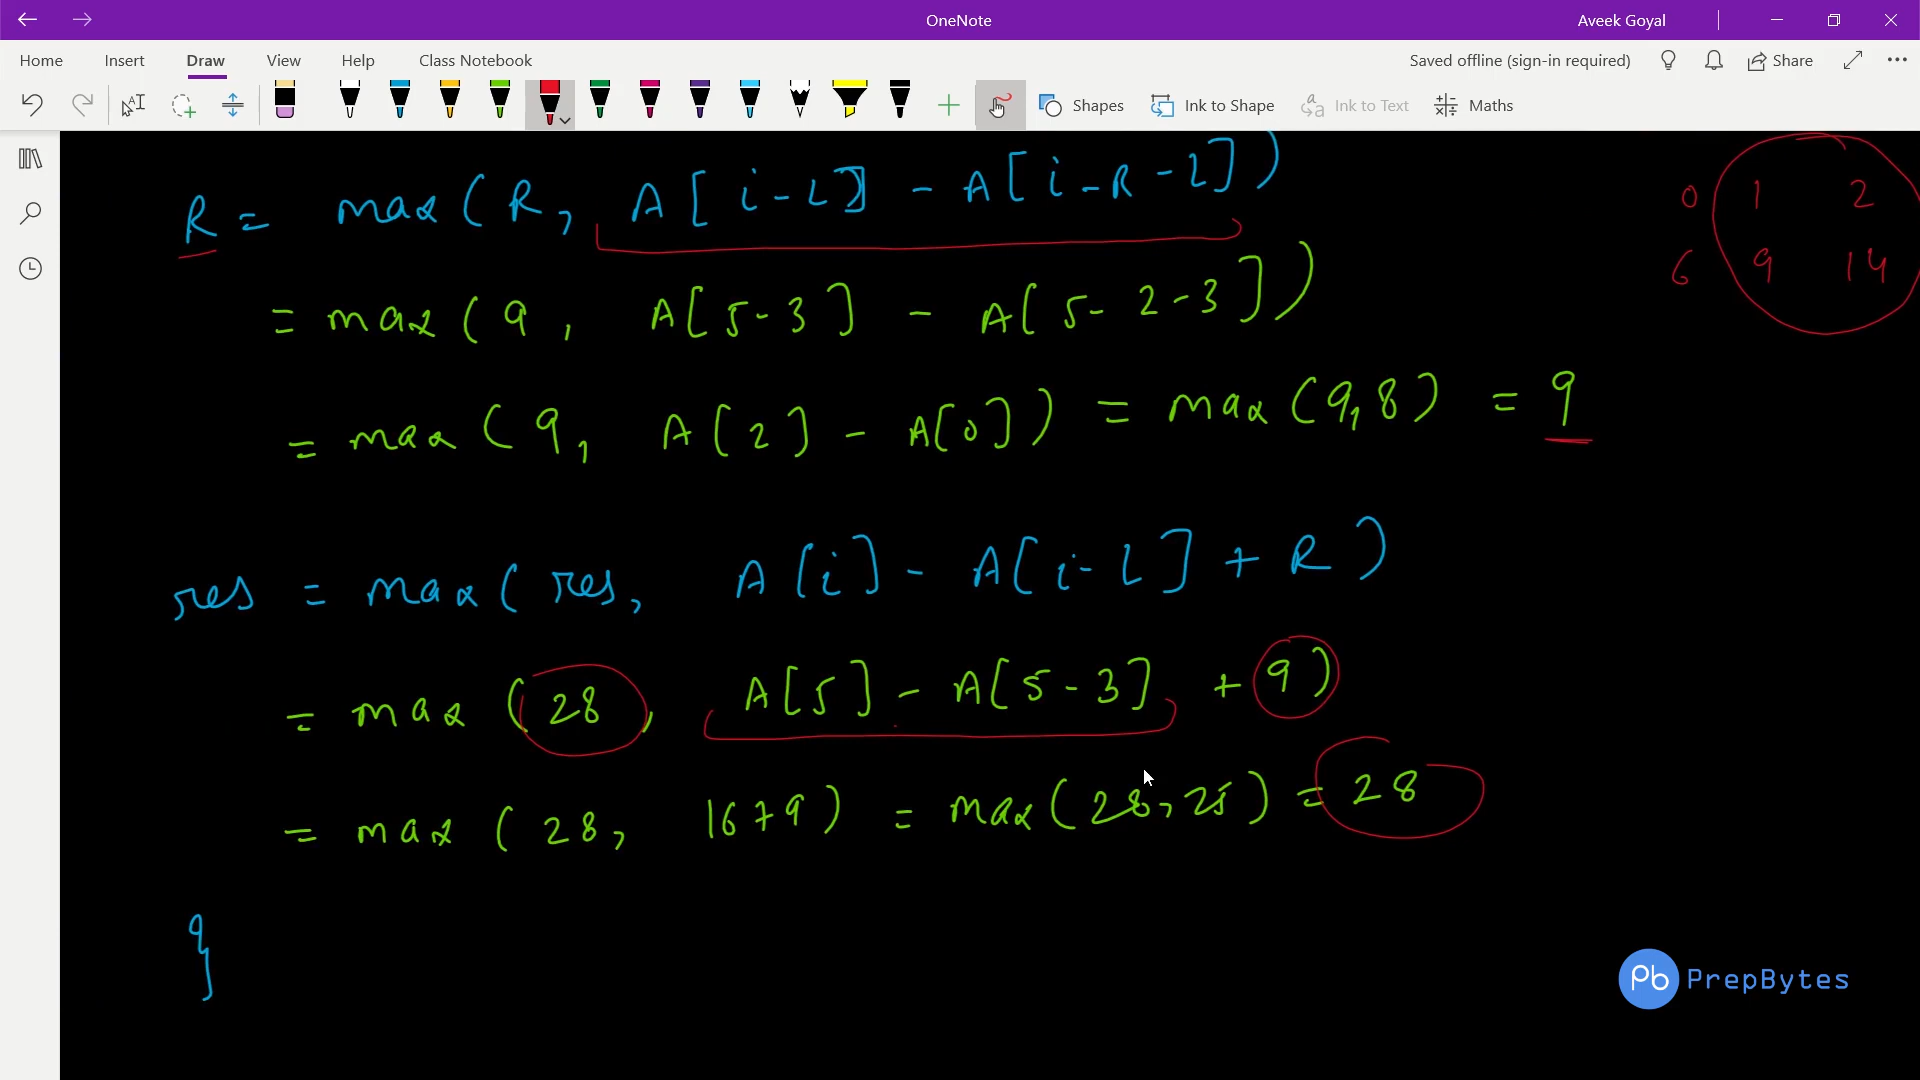 OneNote
Aveek Goyal
Home Insert Draw View Help Class Notebook
Saved offline (sign-in required) Share
Shapes Ink to Shape Ink to Text Maths
R = max(R, A[i-L] - A[i-R-L])
= max(9, A[5-3] - A[5-2-3])
= max(9, A[2] - A[0]) = max(9,8) = 9
0 1 2
6 9 14
res = max(res, A[i] - A[i-L] + R)
= max(28, A[5] - A[5-3] + 9)
= max(28, 16+9) = max(28,25) = 28
}
Pb PrepBytes